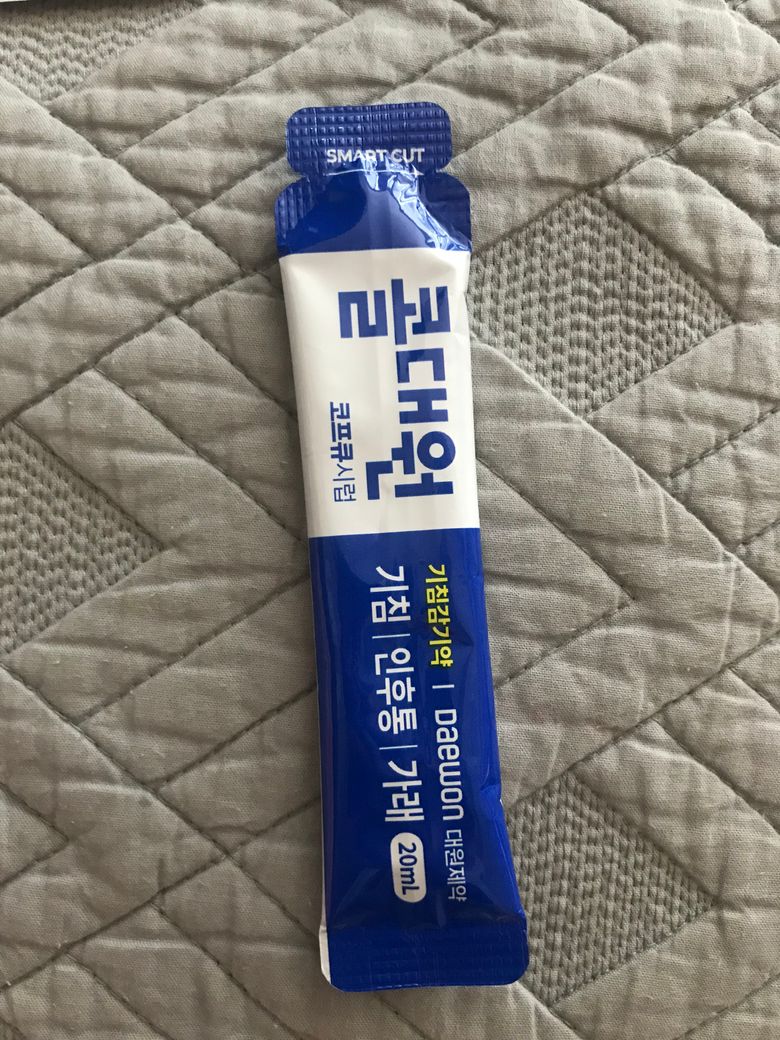 SMART CUT
콜대원
코프큐시럽
기침감기약 | Daewon 대원제약
기침 | 인후통 | 가래 20mL